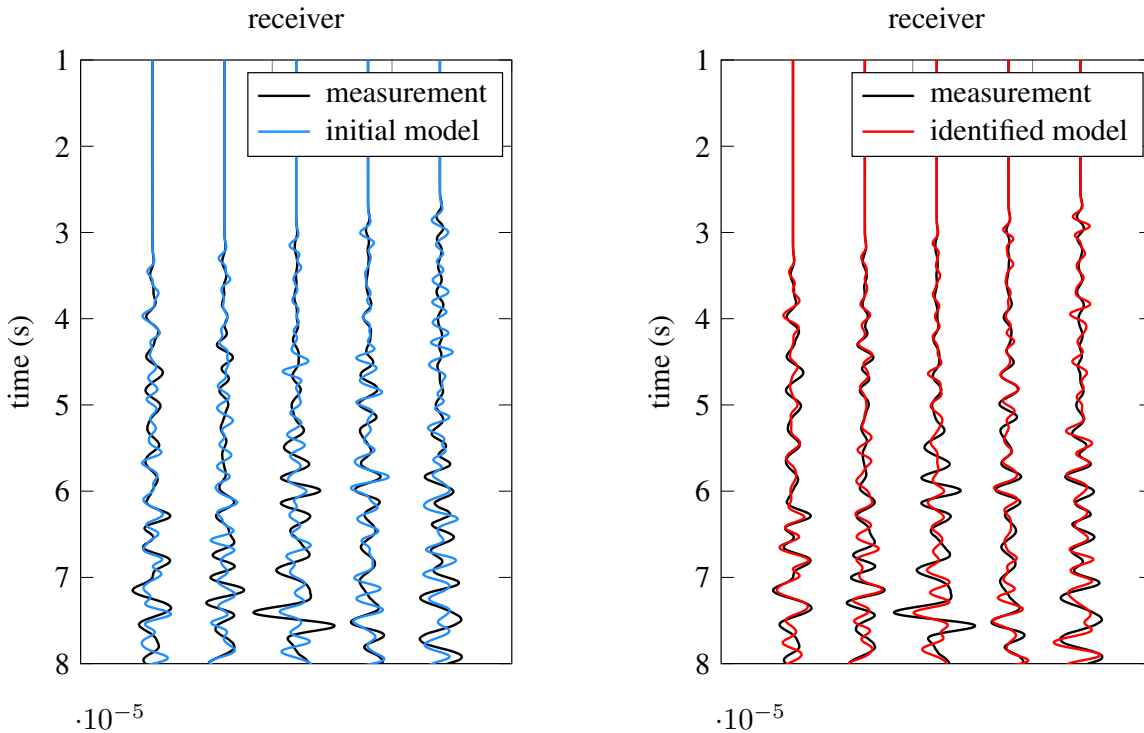 receiver
1
2
3
4
5
6
7
8
time (s)
measurement
initial model
·10⁻⁵
receiver
1
2
3
4
5
6
7
8
time (s)
measurement
identified model
·10⁻⁵